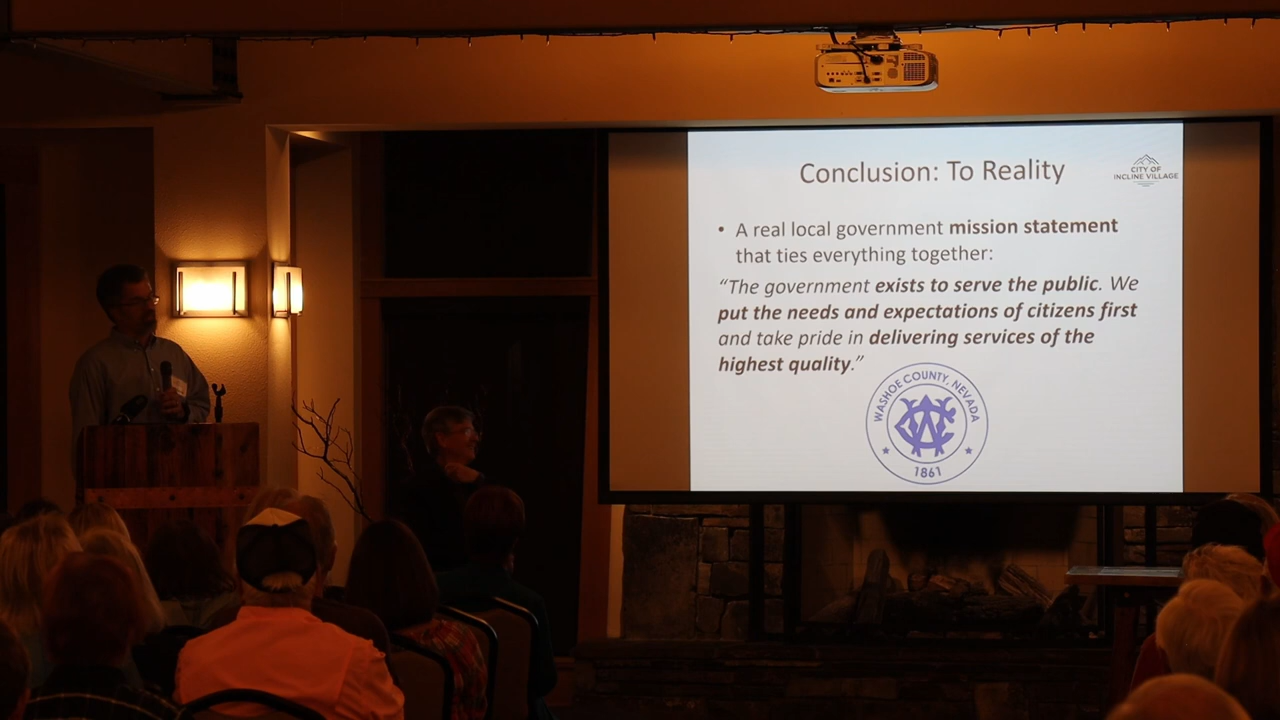 Conclusion: To Reality
CITY OF
INCLINE VILLAGE
• A real local government mission statement
that ties everything together:
“The government exists to serve the public. We
put the needs and expectations of citizens first
and take pride in delivering services of the
highest quality.”
WASHOE COUNTY, NEVADA
WC
1861